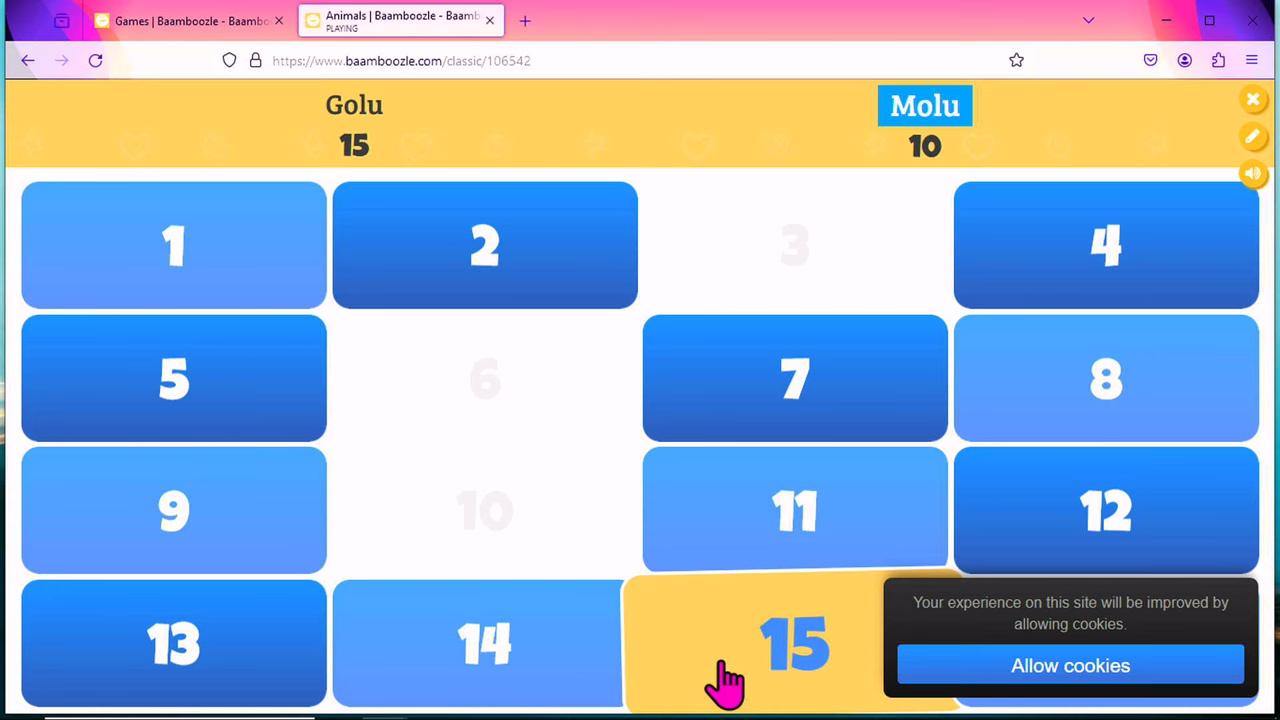 Games | Baamboozle - Baamboo
Animals | Baamboozle - Baamb
PLAYING
https://www.baamboozle.com/classic/106542
Golu
Molu
15
10
1
2
3
4
5
6
7
8
9
10
11
12
13
14
15
Your experience on this site will be improved by
allowing cookies.
Allow cookies